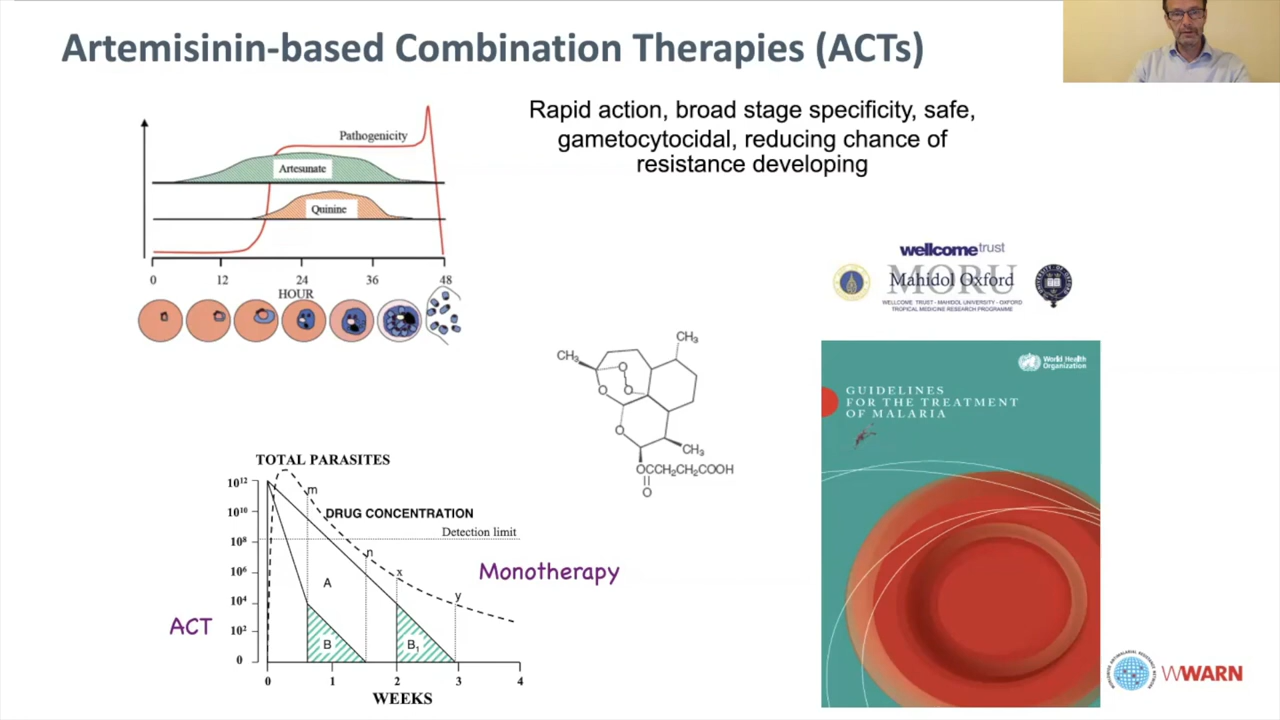 Artemisinin-based Combination Therapies (ACTs)
Rapid action, broad stage specificity, safe,
gametocytocidal, reducing chance of
resistance developing
Pathogenicity
Artesunate
Quinine
0 12 24 36 48
HOUR
wellcometrust
MORU
Mahidol Oxford
WELLCOME TRUST - MAHIDOL UNIVERSITY - OXFORD
TROPICAL MEDICINE RESEARCH PROGRAMME
CH3
CH3
O
O
O
O
CH3
OCCH2CH2COOH
O
World Health
Organization
GUIDELINES
FOR THE TREATMENT
OF MALARIA
TOTAL PARASITES
10¹²
m
DRUG CONCENTRATION
10¹⁰
Detection limit
10⁸
n
10⁶
x
A
Monotherapy
10⁴
y
ACT
10²
B
B₁
0
0 1 2 3 4
WEEKS
WWARN